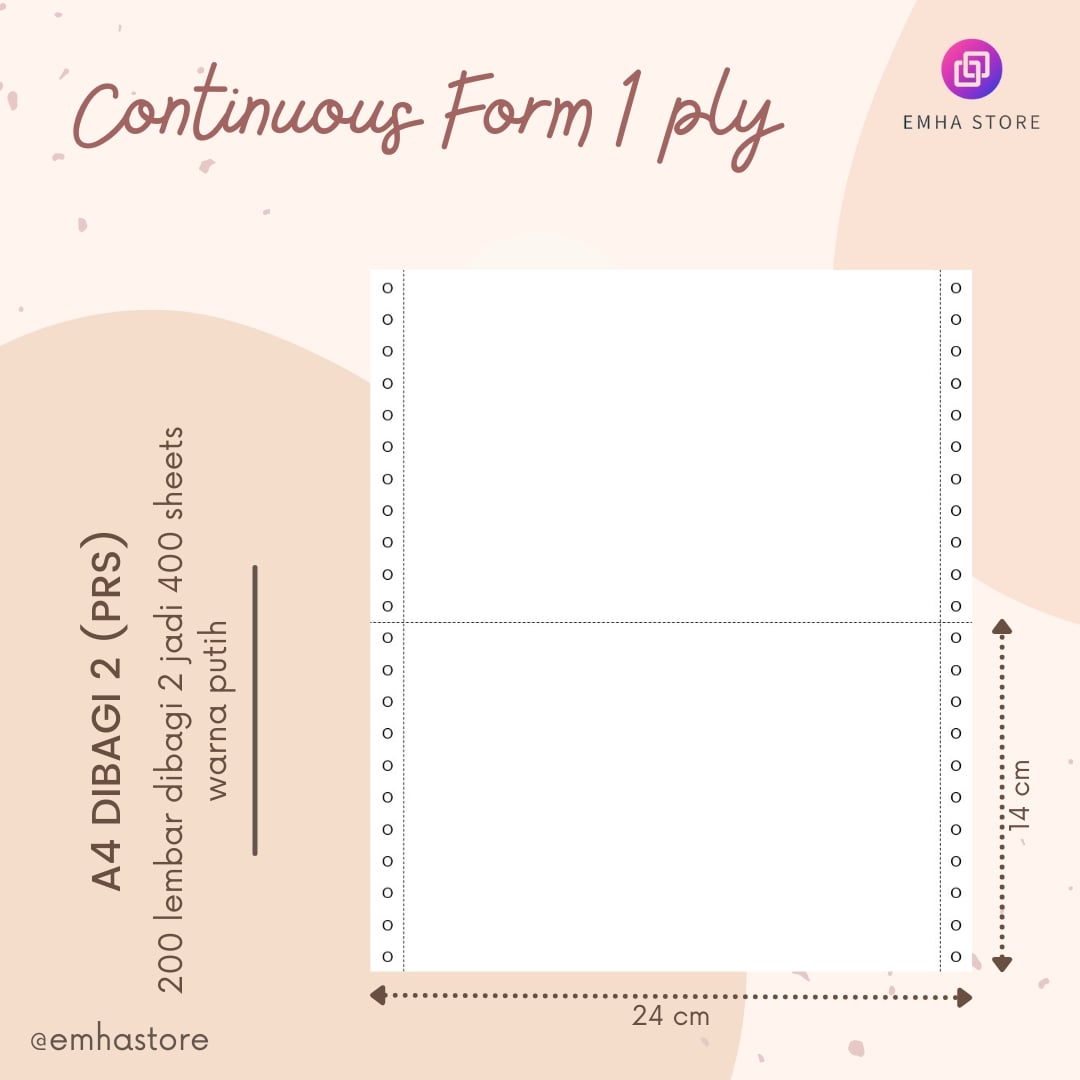 Continuous Form 1 ply
EMHA STORE
A4 DIBAGI 2 (PRS)
200 lembar dibagi 2 jadi 400 sheets
warna putih
14 cm
24 cm
@emhastore